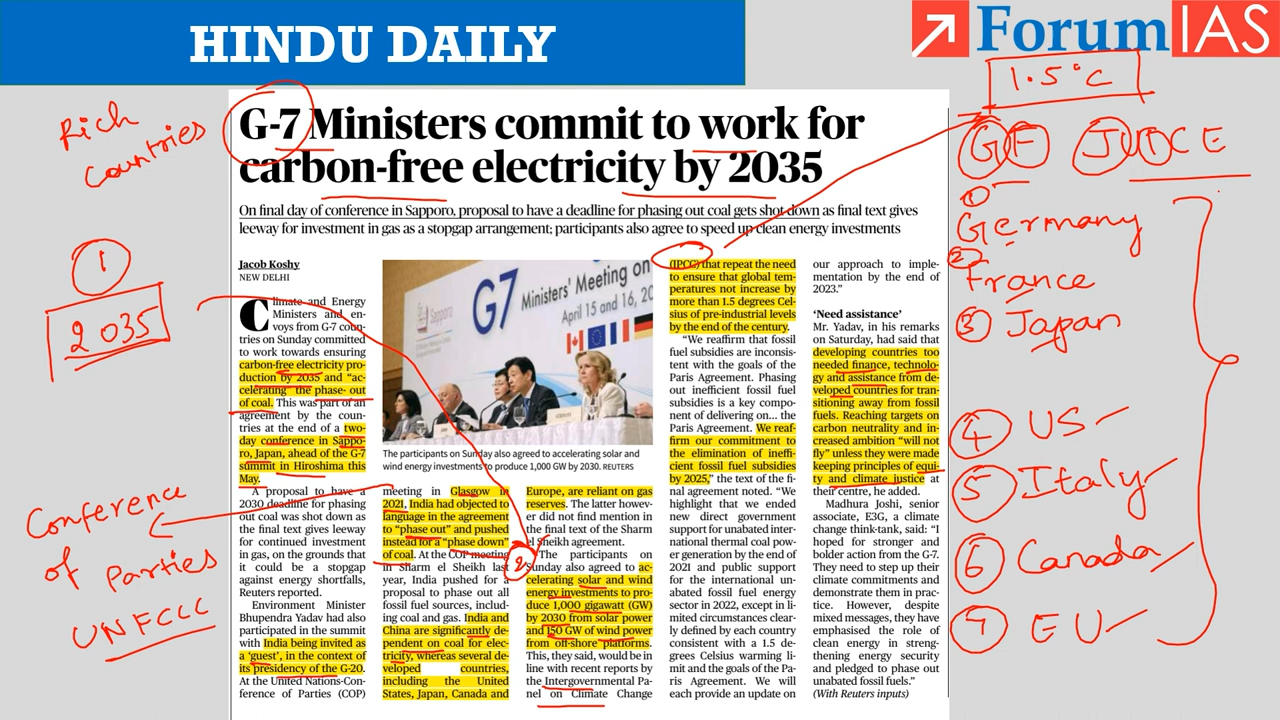 HINDU DAILY
Forum IAS
1.5°C
Rich
Countries
G-7 Ministers commit to work for
carbon-free electricity by 2035
On final day of conference in Sapporo, proposal to have a deadline for phasing out coal gets shot down as final text gives
leeway for investment in gas as a stopgap arrangement; participants also agree to speed up clean energy investments
GF JUICE
① Germany
② France
③ Japan
④ US
⑤ Italy
⑥ Canada
⑦ EU
①
2035
Conference
of Parties
UNFCCC
Jacob Koshy
NEW DELHI
Climate and Energy
Ministers and en-
voys from G-7 coun-
tries on Sunday committed
to work towards ensuring
carbon-free electricity pro-
duction by 2035 and “ac-
celerating the phase- out
of coal. This was part of an
agreement by the coun-
tries at the end of a two-
day conference in Sappo-
ro, Japan, ahead of the G-7
summit in Hiroshima this
May.
A proposal to have a
2030 deadline for phasing
out coal was shot down as
the final text gives leeway
for continued investment
in gas, on the grounds that
it could be a stopgap
against energy shortfalls,
Reuters reported.
Environment Minister
Bhupendra Yadav had also
participated in the summit
with India being invited as
a ‘guest’, in the context of
its presidency of the G-20.
At the United Nations-Con-
ference of Parties (COP)
G7 Ministers’ Meeting on
April 15 and 16, 20
Sapporo
The participants on Sunday also agreed to accelerating solar and
wind energy investments to produce 1,000 GW by 2030. REUTERS
meeting in Glasgow in
2021, India had objected to
language in the agreement
to “phase out” and pushed
instead for a “phase down”
of coal. At the COP meeting
in Sharm el Sheikh last
year, India pushed for a
proposal to phase out all
fossil fuel sources, includ-
ing coal and gas. India and
China are significantly de-
pendent on coal for elec-
tricity, whereas several de-
veloped countries,
including the United
States, Japan, Canada and
②
Europe, are reliant on gas
reserves. The latter howev-
er did not find mention in
the final text of the Sharm
el Sheikh agreement.
The participants on
Sunday also agreed to ac-
celerating solar and wind
energy investments to pro-
duce 1,000 gigawatt (GW)
by 2030 from solar power
and 150 GW of wind power
from off-shore platforms.
This, they said, would be in
line with recent reports by
the Intergovernmental Pa-
nel on Climate Change
(IPCC) that repeat the need
to ensure that global tem-
peratures not increase by
more than 1.5 degrees Cel-
sius of pre-industrial levels
by the end of the century.
“We reaffirm that fossil
fuel subsidies are inconsis-
tent with the goals of the
Paris Agreement. Phasing
out inefficient fossil fuel
subsidies is a key compo-
nent of delivering on... the
Paris Agreement. We reaf-
firm our commitment to
the elimination of ineffi-
cient fossil fuel subsidies
by 2025,” the text of the fi-
nal agreement noted. “We
highlight that we ended
new direct government
support for unabated inter-
national thermal coal pow-
er generation by the end of
2021 and public support
for the international un-
abated fossil fuel energy
sector in 2022, except in li-
mited circumstances clear-
ly defined by each country
consistent with a 1.5 de-
grees Celsius warming li-
mit and the goals of the Pa-
ris Agreement. We will
each provide an update on
our approach to imple-
mentation by the end of
2023.”
‘Need assistance’
Mr. Yadav, in his remarks
on Saturday, had said that
developing countries too
needed finance, technolo-
gy and assistance from de-
veloped countries for tran-
sitioning away from fossil
fuels. Reaching targets on
carbon neutrality and in-
creased ambition “will not
fly” unless they were made
keeping principles of equi-
ty and climate justice at
their centre, he added.
Madhura Joshi, senior
associate, E3G, a climate
change think-tank, said: “I
hoped for stronger and
bolder action from the G-7.
They need to step up their
climate commitments and
demonstrate them in prac-
tice. However, despite
mixed messages, they have
emphasised the role of
clean energy in streng-
thening energy security
and pledged to phase out
unabated fossil fuels.”
(With Reuters inputs)